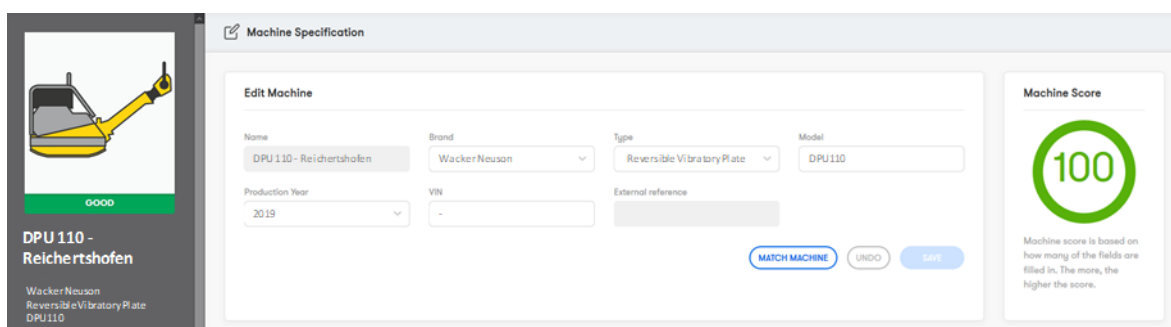 GOOD
DPU 110 -
Reichertshofen
Wacker Neuson
Reversible Vibratory Plate
DPU110
Machine Specification
Edit Machine
Name
Brand
Type
Model
DPU 110 - Reichertshofen
Wacker Neuson
Reversible Vibratory Plate
DPU110
Production Year
VIN
External reference
2019
-
MATCH MACHINE
UNDO
SAVE
Machine Score
100
Machine score is based on
how many of the fields are
filled in. The more, the
higher the score.